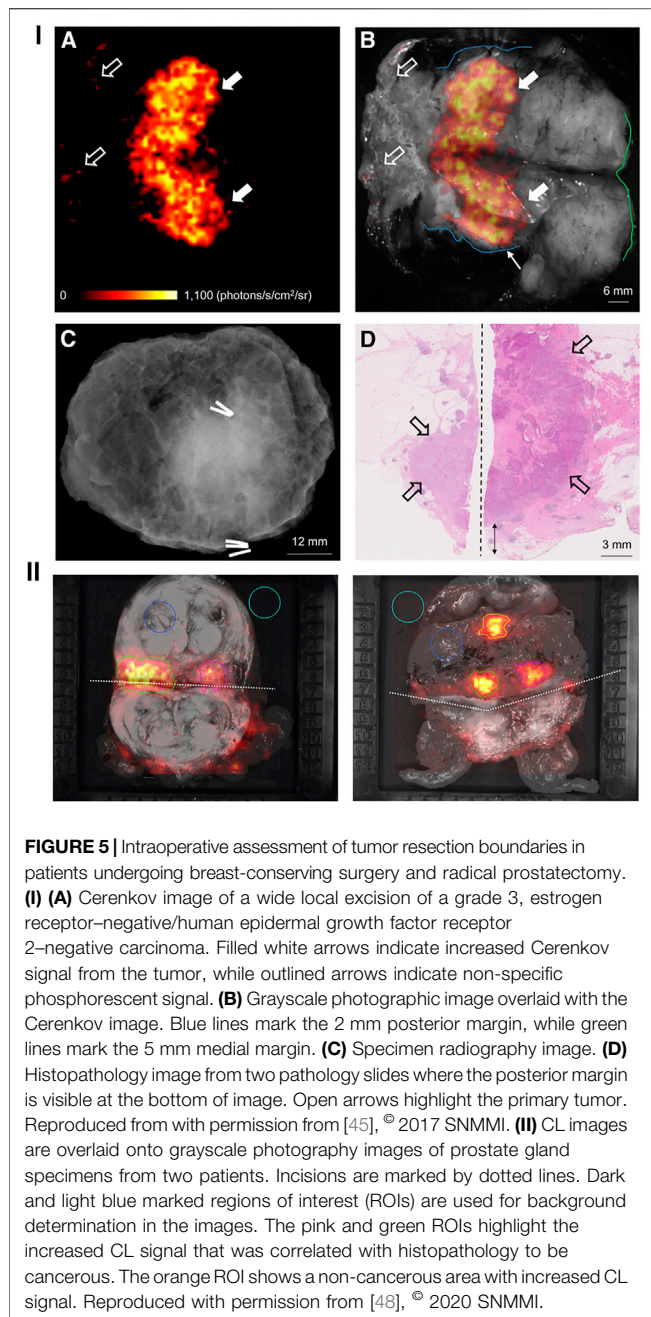 I
A
B
0
1,100 (photons/s/cm²/sr)
6 mm
C
D
12 mm
3 mm
II
FIGURE 5 | Intraoperative assessment of tumor resection boundaries in
patients undergoing breast-conserving surgery and radical prostatectomy.
(I) (A) Cerenkov image of a wide local excision of a grade 3, estrogen
receptor–negative/human epidermal growth factor receptor
2–negative carcinoma. Filled white arrows indicate increased Cerenkov
signal from the tumor, while outlined arrows indicate non-specific
phosphorescent signal. (B) Grayscale photographic image overlaid with the
Cerenkov image. Blue lines mark the 2 mm posterior margin, while green
lines mark the 5 mm medial margin. (C) Specimen radiography image. (D)
Histopathology image from two pathology slides where the posterior margin
is visible at the bottom of image. Open arrows highlight the primary tumor.
Reproduced from with permission from [45], © 2017 SNMMI. (II) CL images
are overlaid onto grayscale photography images of prostate gland
specimens from two patients. Incisions are marked by dotted lines. Dark
and light blue marked regions of interest (ROIs) are used for background
determination in the images. The pink and green ROIs highlight the
increased CL signal that was correlated with histopathology to be
cancerous. The orange ROI shows a non-cancerous area with increased CL
signal. Reproduced with permission from [48], © 2020 SNMMI.